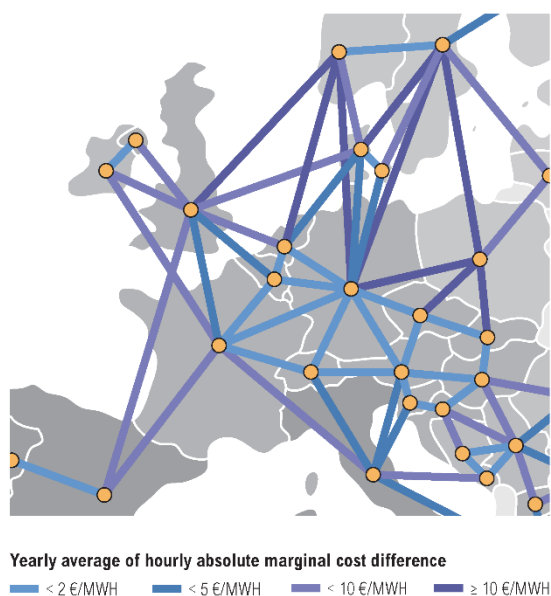 Yearly average of hourly absolute marginal cost difference
< 2 €/MWH < 5 €/MWH < 10 €/MWH ≥ 10 €/MWH